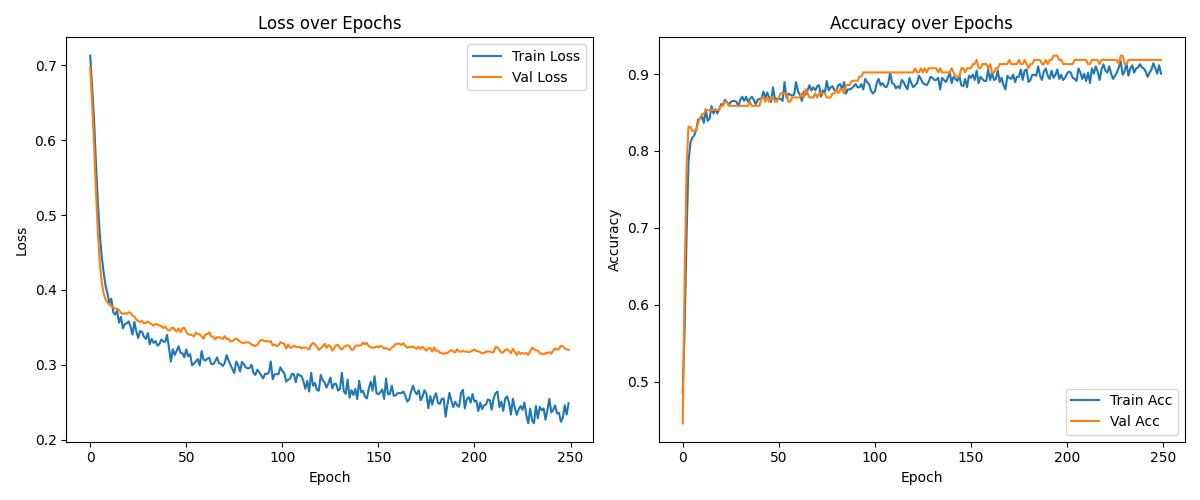 Loss over Epochs
Loss
0.7
0.6
0.5
0.4
0.3
0.2
0 50 100 150 200 250
Epoch
Train Loss
Val Loss
Accuracy over Epochs
Accuracy
0.9
0.8
0.7
0.6
0.5
0 50 100 150 200 250
Epoch
Train Acc
Val Acc